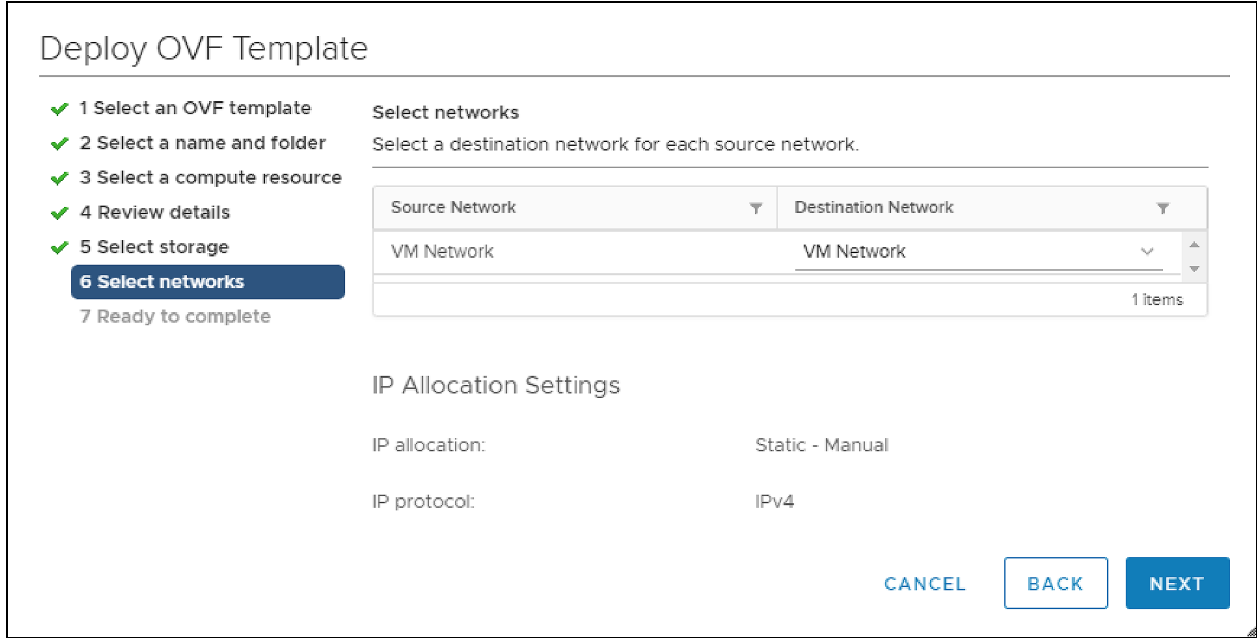 Deploy OVF Template
1 Select an OVF template
2 Select a name and folder
3 Select a compute resource
4 Review details
5 Select storage
6 Select networks
7 Ready to complete
Select networks
Select a destination network for each source network.
Source Network Destination Network
VM Network VM Network
1 items
IP Allocation Settings
IP allocation: Static - Manual
IP protocol: IPv4
CANCEL BACK NEXT